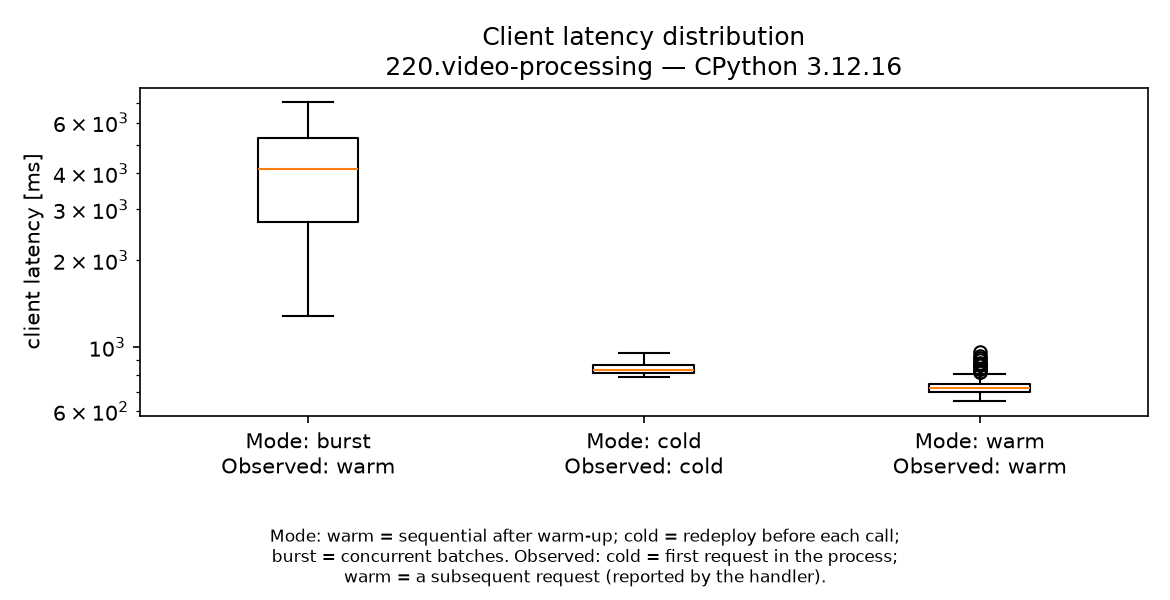 Client latency distribution
220.video-processing — CPython 3.12.16
client latency [ms]
6 × 10³
4 × 10³
3 × 10³
2 × 10³
10³
6 × 10²
Mode: burst
Observed: warm
Mode: cold
Observed: cold
Mode: warm
Observed: warm
Mode: warm = sequential after warm-up; cold = redeploy before each call;
burst = concurrent batches. Observed: cold = first request in the process;
warm = a subsequent request (reported by the handler).